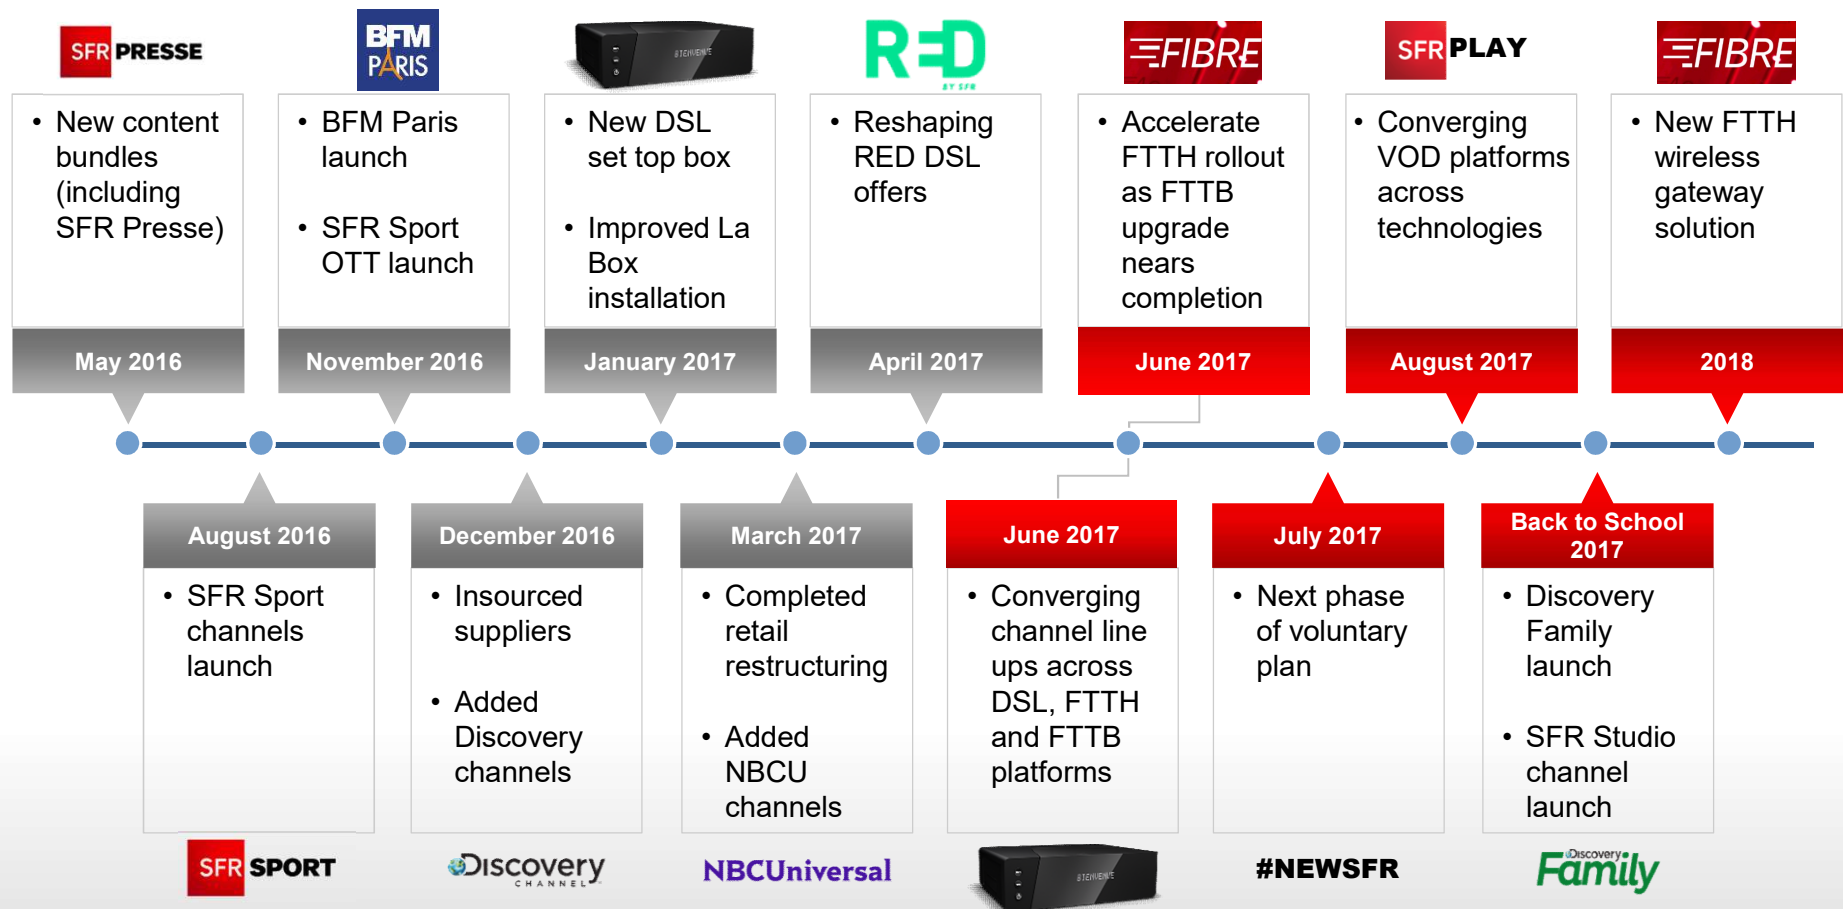 SFR PRESSE
BFM
PARIS
BIENVENUE
RED
BY SFR
FIBRE
SFR PLAY
FIBRE
• New content
bundles
(including
SFR Presse)
• BFM Paris
launch
• SFR Sport
OTT launch
• New DSL
set top box
• Improved La
Box
installation
• Reshaping
RED DSL
offers
• Accelerate
FTTH rollout
as FTTB
upgrade
nears
completion
• Converging
VOD platforms
across
technologies
• New FTTH
wireless
gateway
solution
May 2016
November 2016
January 2017
April 2017
June 2017
August 2017
2018
August 2016
December 2016
March 2017
June 2017
July 2017
Back to School
2017
• SFR Sport
channels
launch
• Insourced
suppliers
• Added
Discovery
channels
• Completed
retail
restructuring
• Added
NBCU
channels
• Converging
channel line
ups across
DSL, FTTH
and FTTB
platforms
• Next phase
of voluntary
plan
• Discovery
Family
launch
• SFR Studio
channel
launch
SFR SPORT
Discovery
CHANNEL
NBCUniversal
BIENVENUE
#NEWSFR
Discovery
Family